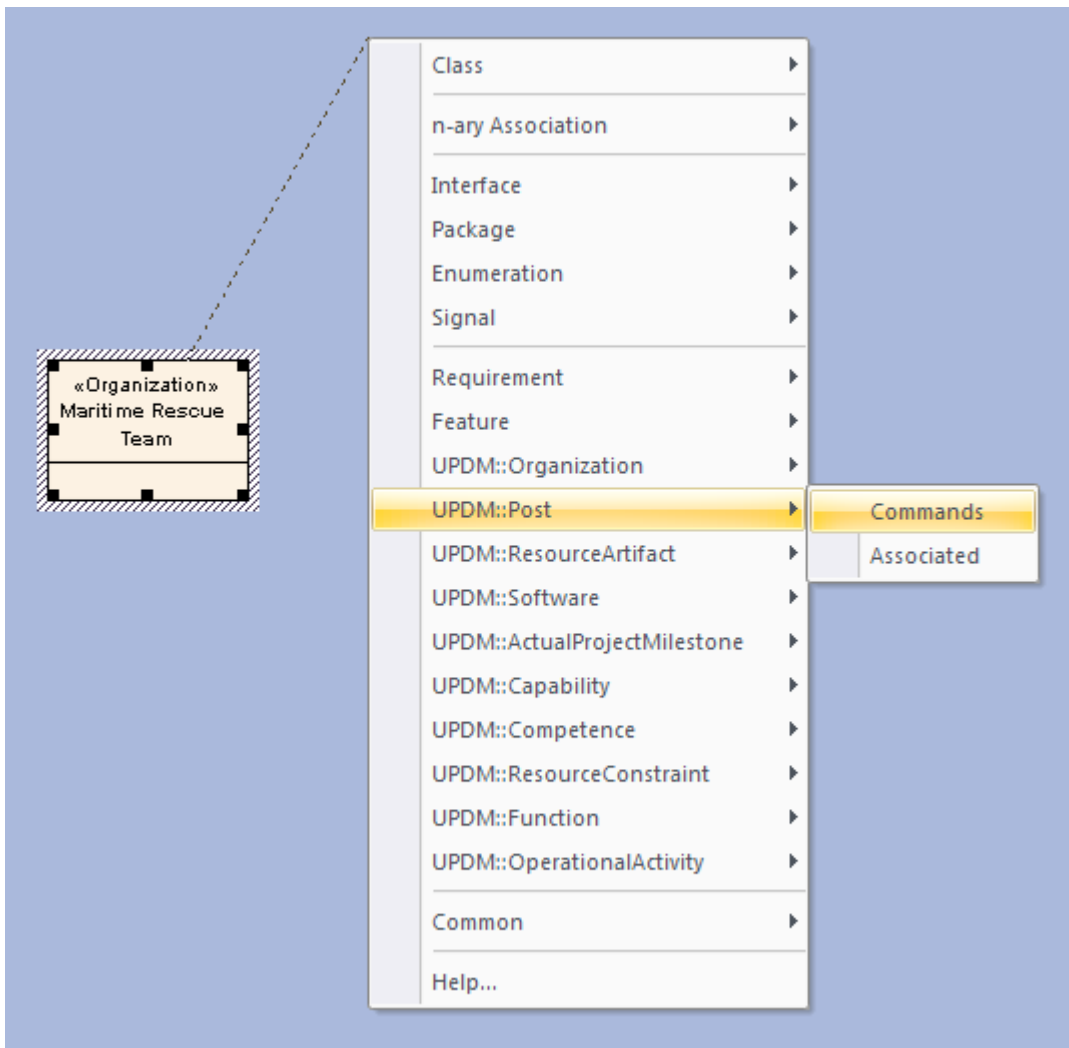 Class
n-ary Association
Interface
Package
Enumeration
Signal
«Organization»
Maritime Rescue
Team
Requirement
Feature
UPDM::Organization
UPDM::Post
Commands
UPDM::ResourceArtifact
Associated
UPDM::Software
UPDM::ActualProjectMilestone
UPDM::Capability
UPDM::Competence
UPDM::ResourceConstraint
UPDM::Function
UPDM::OperationalActivity
Common
Help...